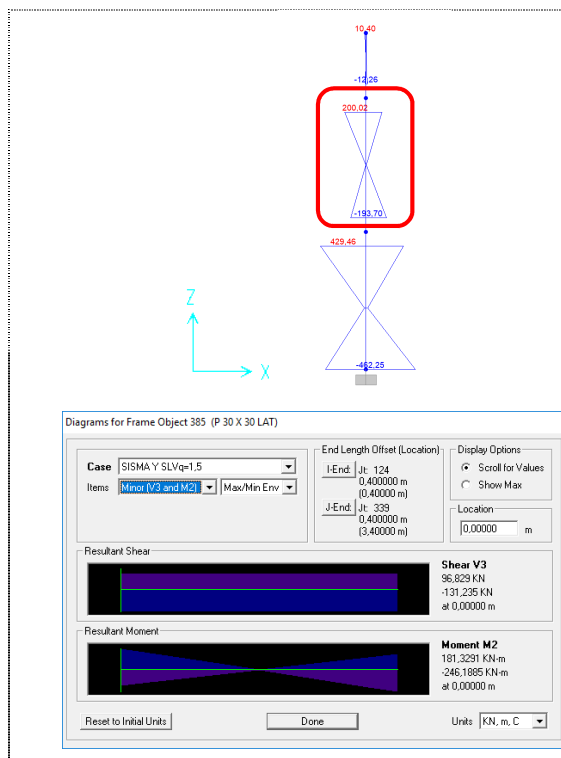 10,40
-12,26
200,02
-193,70
429,46
Z
-462,25
X
Diagrams for Frame Object 385 (P 30 X 30 LAT)
Case SISMA Y SLVq=1,5
Items Minor (V3 and M2) Max/Min Env
End Length Offset (Location)
I-End: Jt: 124
0,400000 m
(0,40000 m)
J-End: Jt: 339
0,400000 m
(3,40000 m)
Display Options
Scroll for Values
Show Max
Location
0,00000 m
Resultant Shear
Shear V3
96,829 KN
-131,235 KN
at 0,00000 m
Resultant Moment
Moment M2
181,3291 KN-m
-246,1885 KN-m
at 0,00000 m
Reset to Initial Units
Done
Units KN, m, C